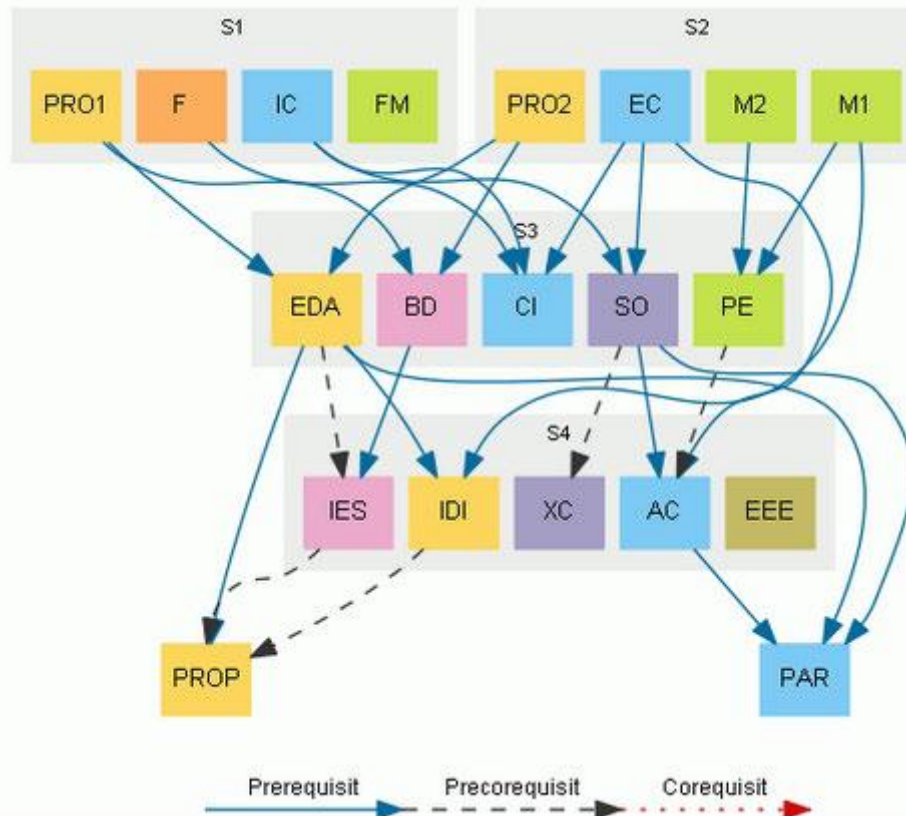 S1
S2
PRO1
F
IC
FM
PRO2
EC
M2
M1
S3
EDA
BD
CI
SO
PE
S4
IES
IDI
XC
AC
EEE
PROP
PAR
Prerequisit
Precorequisit
Corequisit